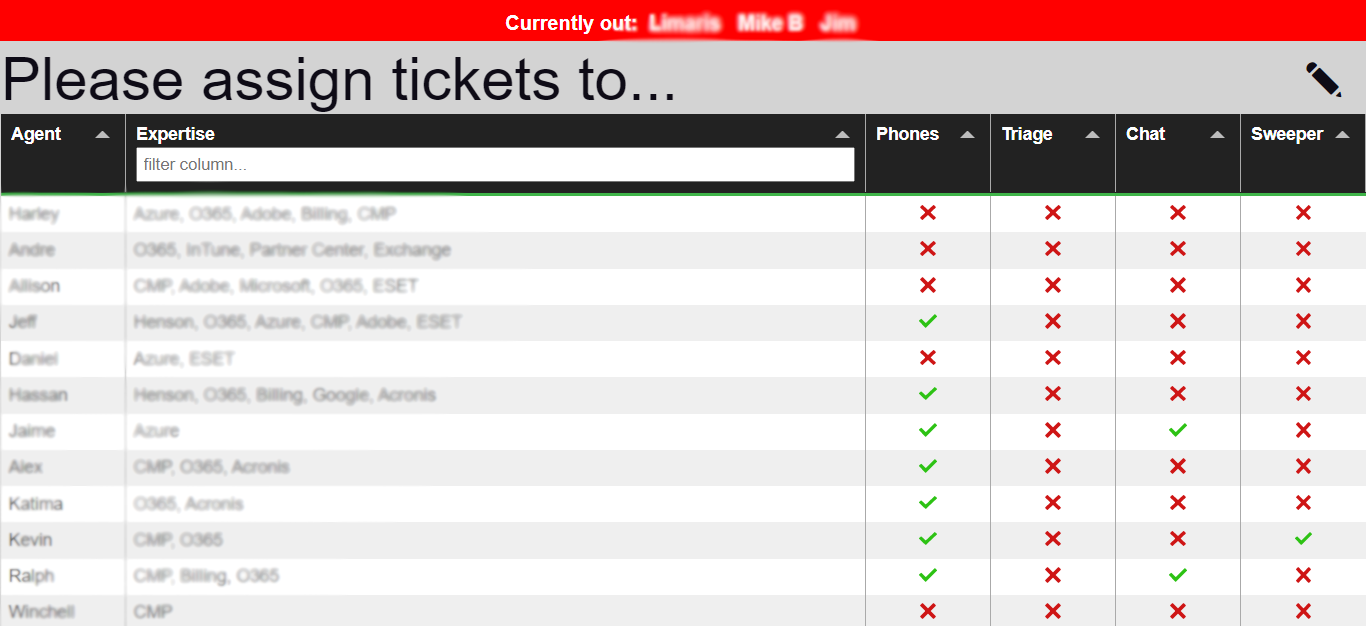 Currently out: Limaris Mike B Jim
Please assign tickets to...
Agent Expertise Phones Triage Chat Sweeper
filter column...
Harley Azure, O365, Adobe, Billing, CMP
Andre O365, InTune, Partner Center, Exchange
Allison CMP, Adobe, Microsoft, O365, ESET
Jeff Henson, O365, Azure, CMP, Adobe, ESET
Daniel Azure, ESET
Hassan Henson, O365, Billing, Google, Acronis
Jaime Azure
Alex CMP, O365, Acronis
Katima O365, Acronis
Kevin CMP, O365
Ralph CMP, Billing, O365
Winchell CMP